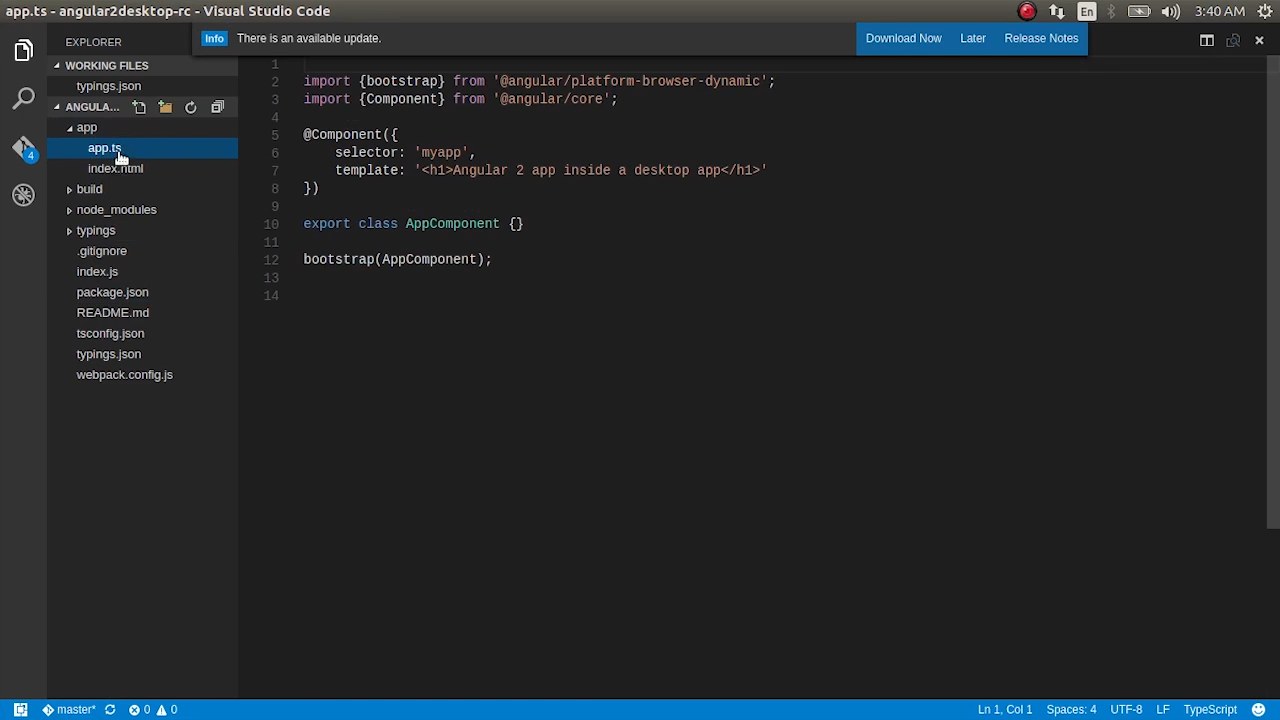 app.ts - angular2desktop-rc - Visual Studio Code
En
3:40 AM
EXPLORER
Info There is an available update.
Download Now Later Release Notes
WORKING FILES
typings.json
ANGULA...
app
app.ts
index.html
build
node_modules
typings
.gitignore
index.js
package.json
README.md
tsconfig.json
typings.json
webpack.config.js
4
1
2 import {bootstrap} from '@angular/platform-browser-dynamic';
3 import {Component} from '@angular/core';
4
5 @Component({
6     selector: 'myapp',
7     template: '<h1>Angular 2 app inside a desktop app</h1>'
8 })
9
10 export class AppComponent {}
11
12 bootstrap(AppComponent);
13
14
master* 0 0
Ln 1, Col 1 Spaces: 4 UTF-8 LF TypeScript